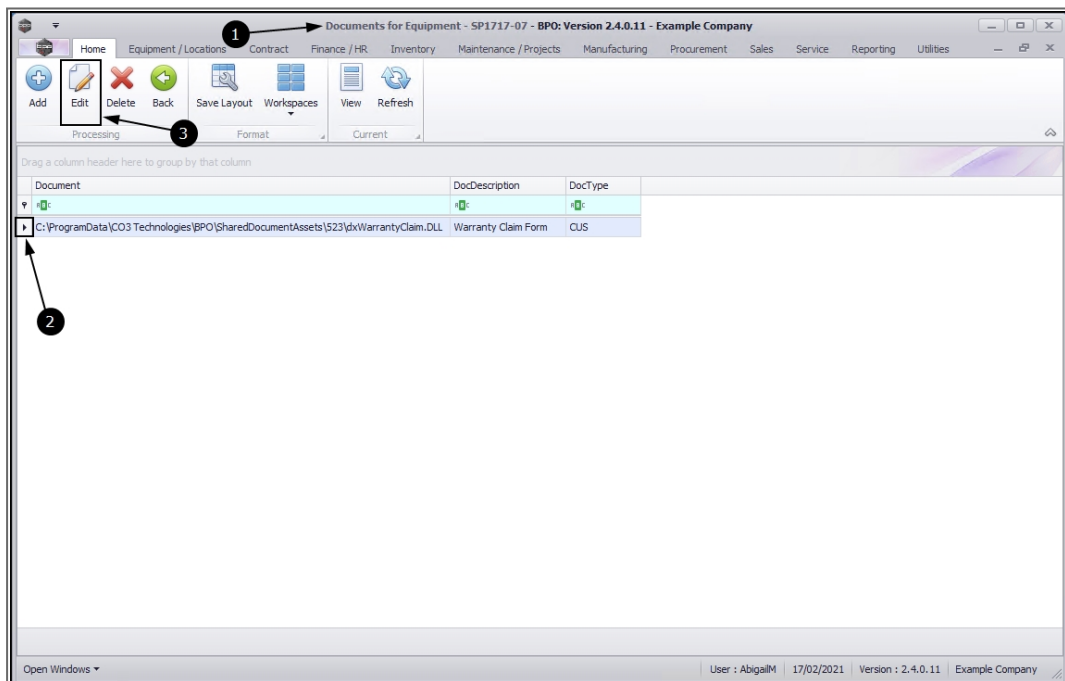 Documents for Equipment - SP1717-07 - BPO: Version 2.4.0.11 - Example Company
1
Home Equipment / Locations Contract Finance / HR Inventory Maintenance / Projects Manufacturing Procurement Sales Service Reporting Utilities
Add Edit Delete Back Save Layout Workspaces View Refresh
3
Processing Format Current
Drag a column header here to group by that column
Document DocDescription DocType
C:\ProgramData\CO3 Technologies\BPO\SharedDocumentAssets\523\dxWarrantyClaim.DLL Warranty Claim Form CUS
2
Open Windows User : AbigailM 17/02/2021 Version : 2.4.0.11 Example Company